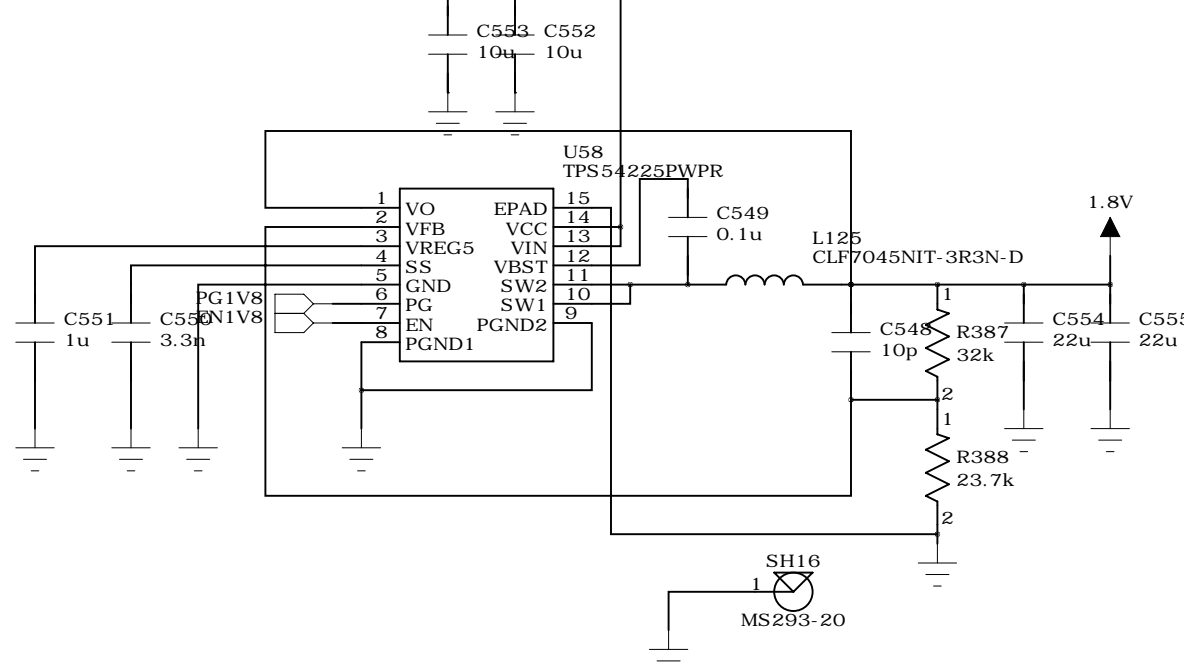 C553
10u
C552
10u
U58
TPS54225PWPR
1
VO
2
VFB
3
VREG5
4
SS
5
GND
6
PG
7
EN
8
PGND1
15
EPAD
14
VCC
13
VIN
12
VBST
11
SW2
10
SW1
9
PGND2
PG1V8
EN1V8
C551
1u
C550
3.3n
C549
0.1u
L125
CLF7045NIT-3R3N-D
1.8V
C548
10p
1
R387
32k
2
C554
22u
C555
22u
1
R388
23.7k
2
SH16
1
MS293-20